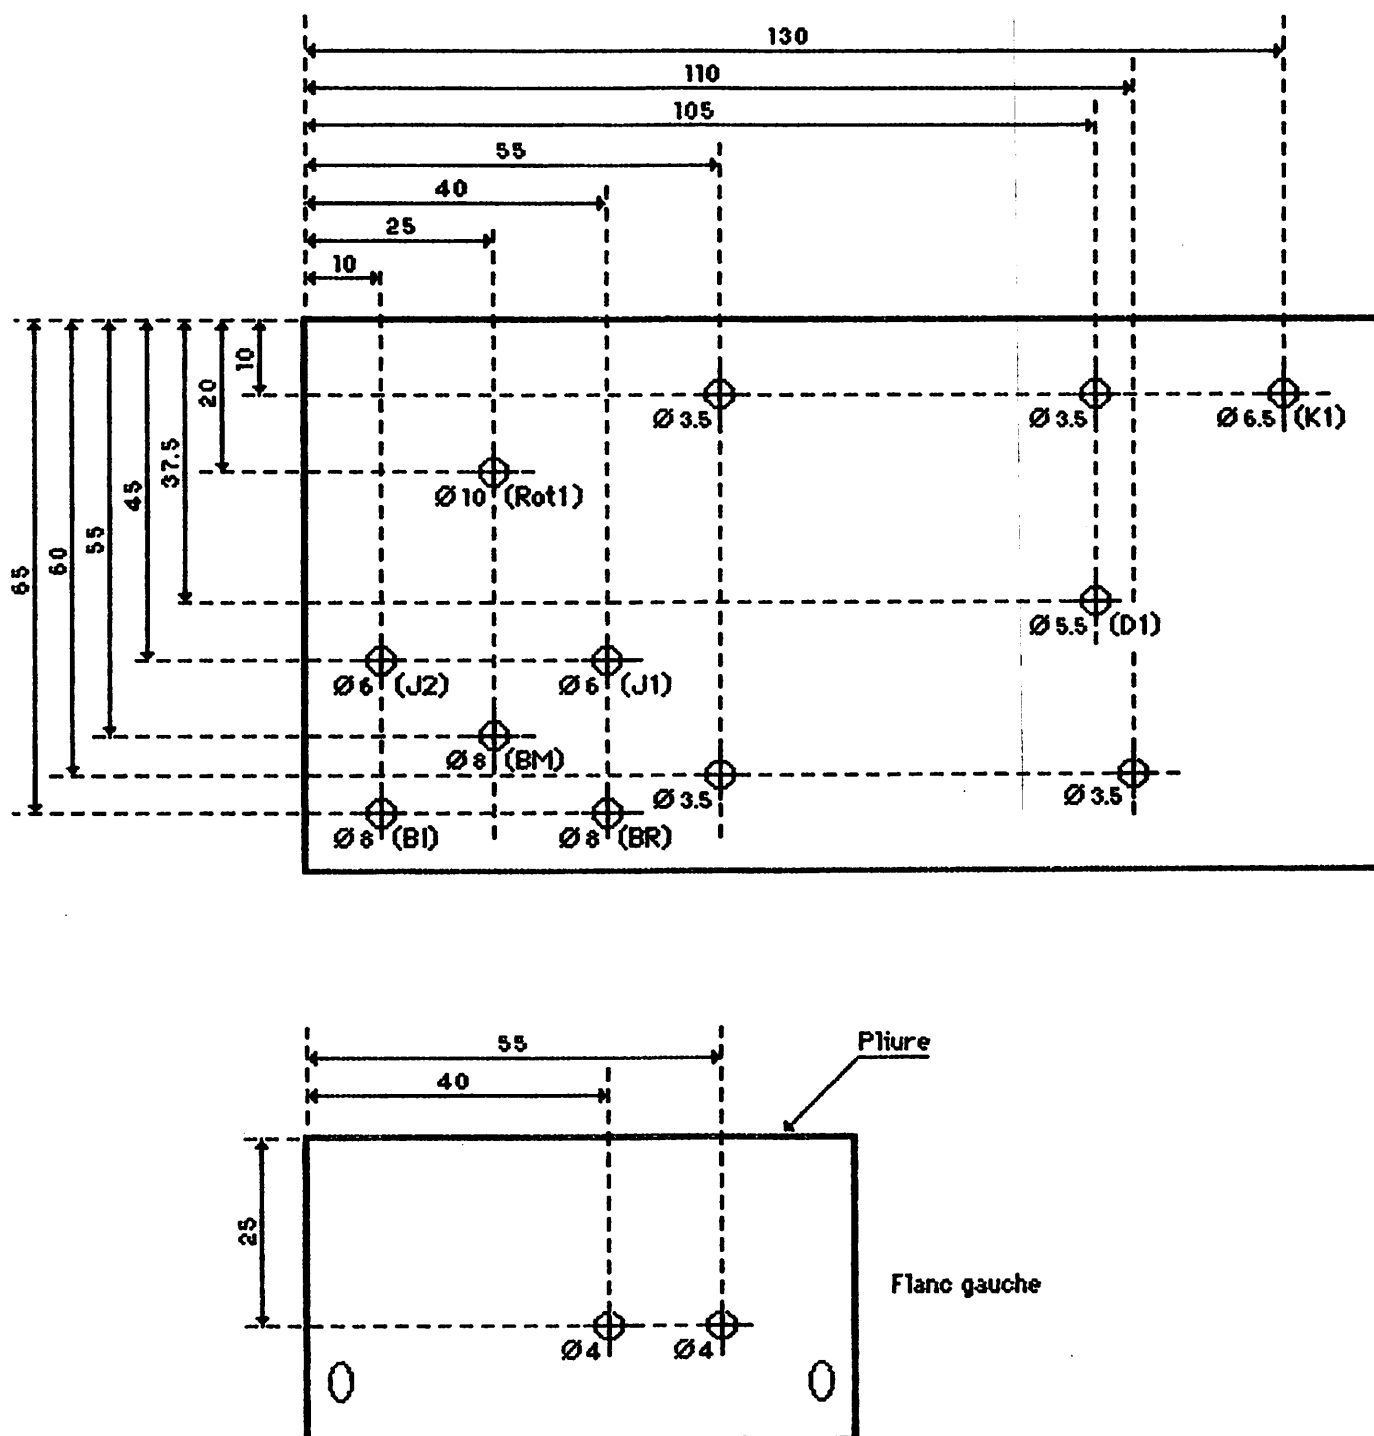 130
110
105
55
40
25
10
10
20
37.5
45
55
60
65
Ø 3.5
Ø 3.5
Ø 6.5 (K1)
Ø 10 (Rot1)
Ø 5.5 (D1)
Ø 6 (J2)
Ø 6 (J1)
Ø 8 (BM)
Ø 3.5
Ø 3.5
Ø 8 (BI)
Ø 8 (BR)
55
Pliure
40
25
Flanc gauche
Ø4
Ø4